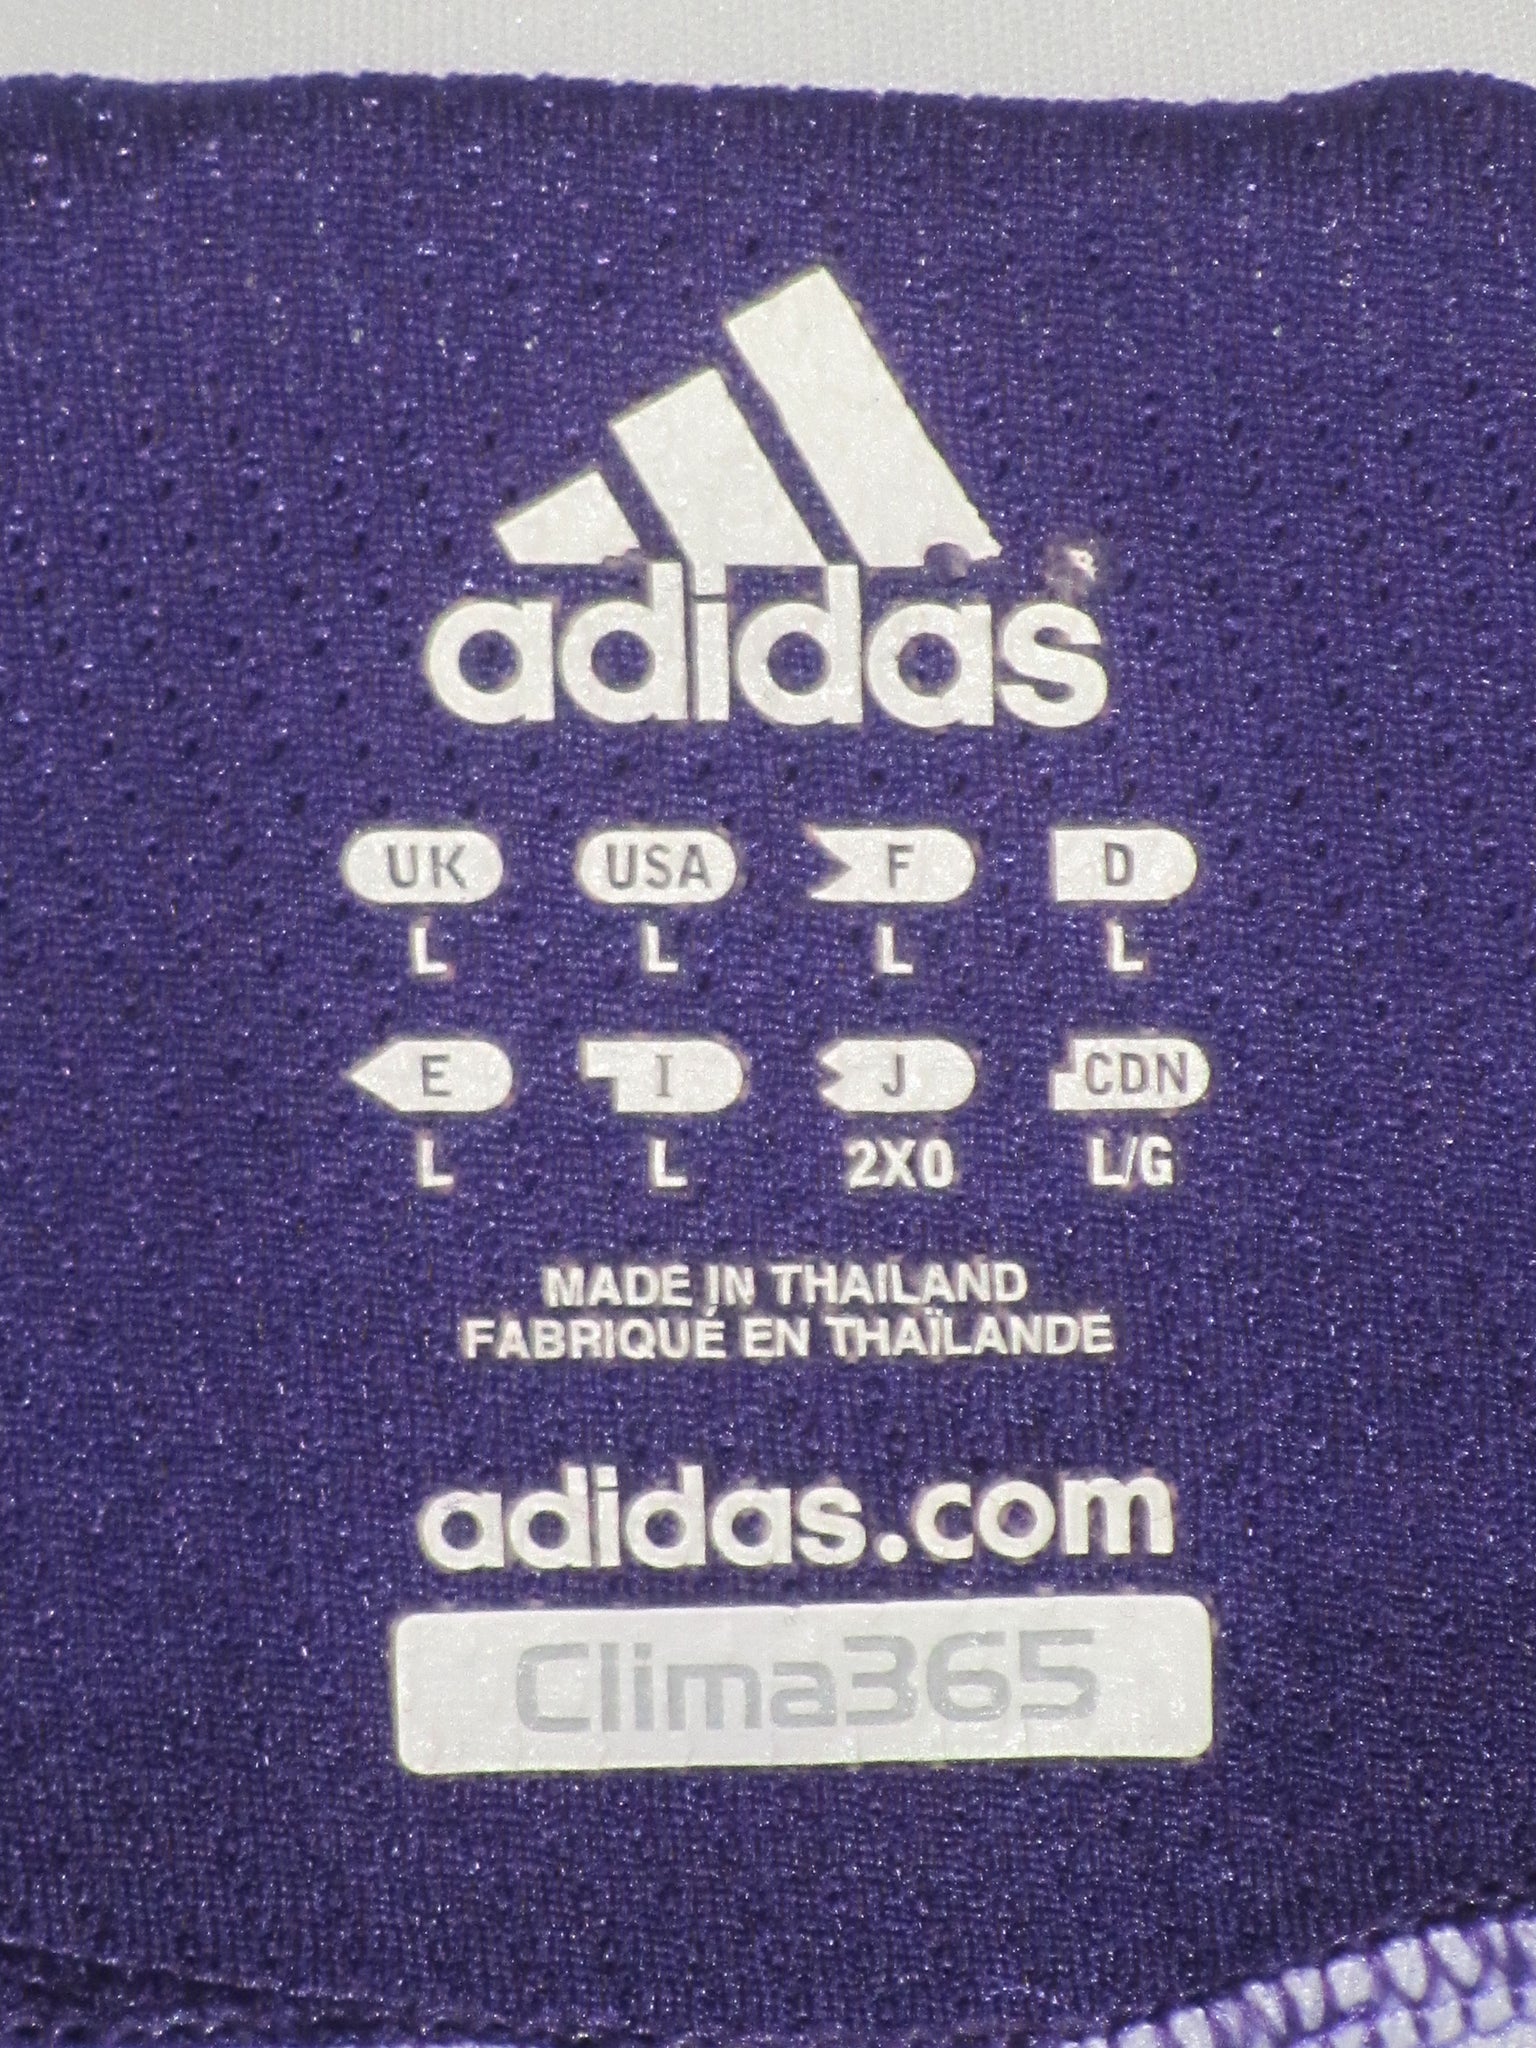 adidas
UK USA F D
L L L L
E I J CDN
L L 2XO L/G
MADE IN THAILAND
FABRIQUÉ EN THAÏLANDE
adidas.com
Clima365